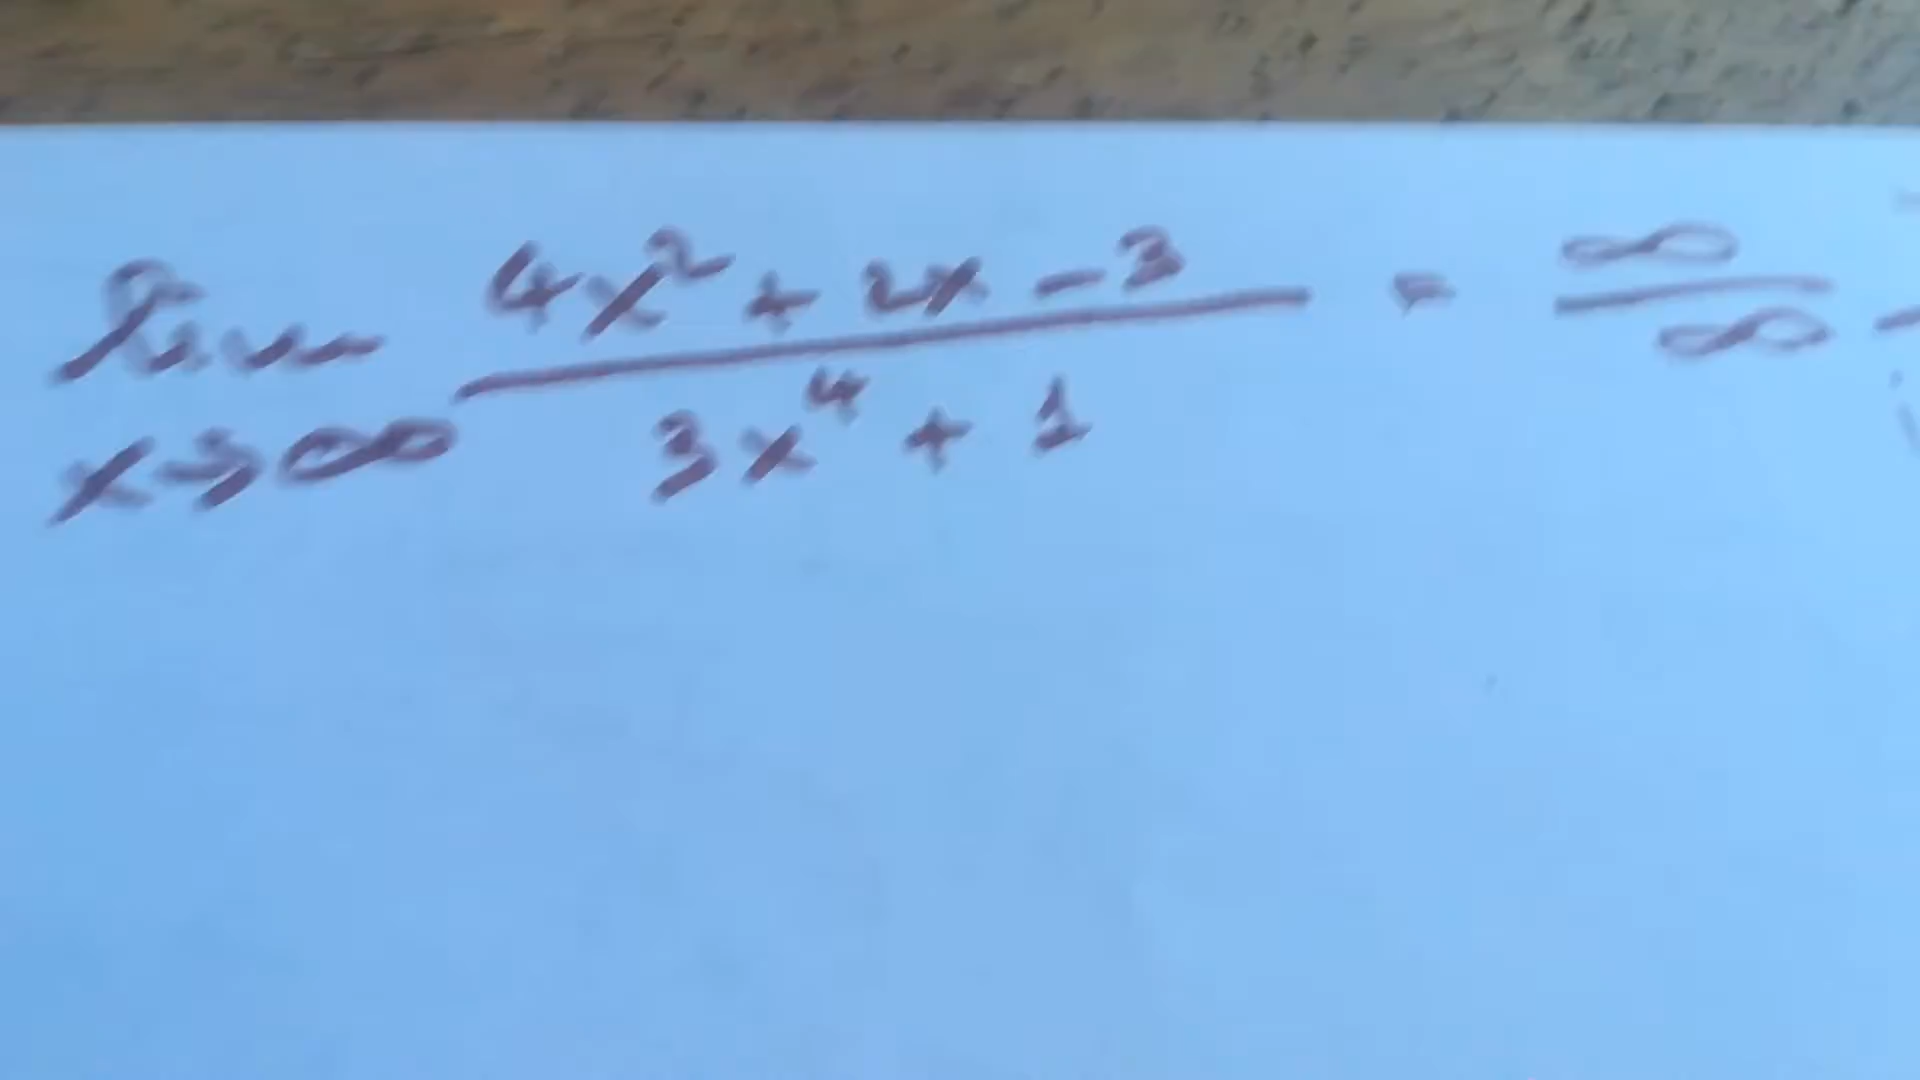 lim 4x² + 2x - 3 / 3x⁴ + 1 = ∞ / ∞
x→∞